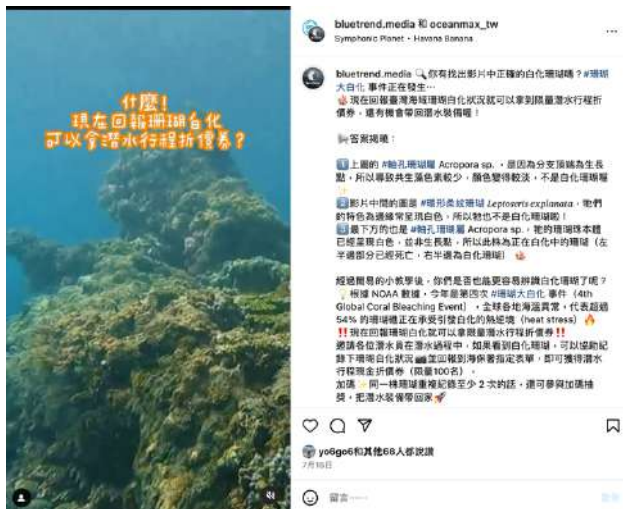 什麼！
現在回報珊瑚白化
可以拿潛水行程折價券？
bluetrend.media 和 oceanmax_tw
Symphonic Planet • Havana Banana
bluetrend.media 🔍你有找出影片中正確的白化珊瑚嗎？#珊瑚
大白化 事件正在發生⋯
🪸現在回報臺灣海域珊瑚白化狀況就可以拿到限量潛水行程折
價券，還有機會帶回潛水裝備喔！
答案揭曉：
1️⃣上圖的 #軸孔珊瑚屬 Acropora sp. ，是因為分支頂端為生長
點，所以導致共生藻色素較少，顏色變得較淡，不是白化珊瑚喔
✨
2️⃣影片中間的圖是 #環形柔紋珊瑚 Leptoseris explanata，牠們
的特色為邊緣常呈現白色，所以牠也不是白化珊瑚啦！
3️⃣最下方的也是 #軸孔珊瑚屬 Acropora sp.，牠的珊瑚珠本體
已經呈現白色，並非生長點，所以此株為正在白化中的珊瑚（左
半邊部分已經死亡，右半邊為白化珊瑚）🪸
經過簡易的小教學後，你們是否也能更容易辨識白化珊瑚了呢？
💡根據 NOAA 數據，今年是第四次 #珊瑚大白化 事件（4th
Global Coral Bleaching Event），全球各地海溫異常，代表超過
54% 的珊瑚礁正在承受引發白化的熱逆境（heat stress）🔥
‼️現在回報珊瑚白化就可以拿限量潛水行程折價券‼️
邀請各位潛水員在潛水過程中，如果看到白化珊瑚，可以協助紀
錄下珊瑚白化狀況📷並回報到海保署指定表單，即可獲得潛水
行程現金折價券（限量100名），
加碼✨同一株珊瑚重複紀錄至少 2 次的話，還可參與加碼抽
獎，把潛水裝備帶回家🚀
yo6go6和其他68人都說讚
7月18日
留言⋯⋯